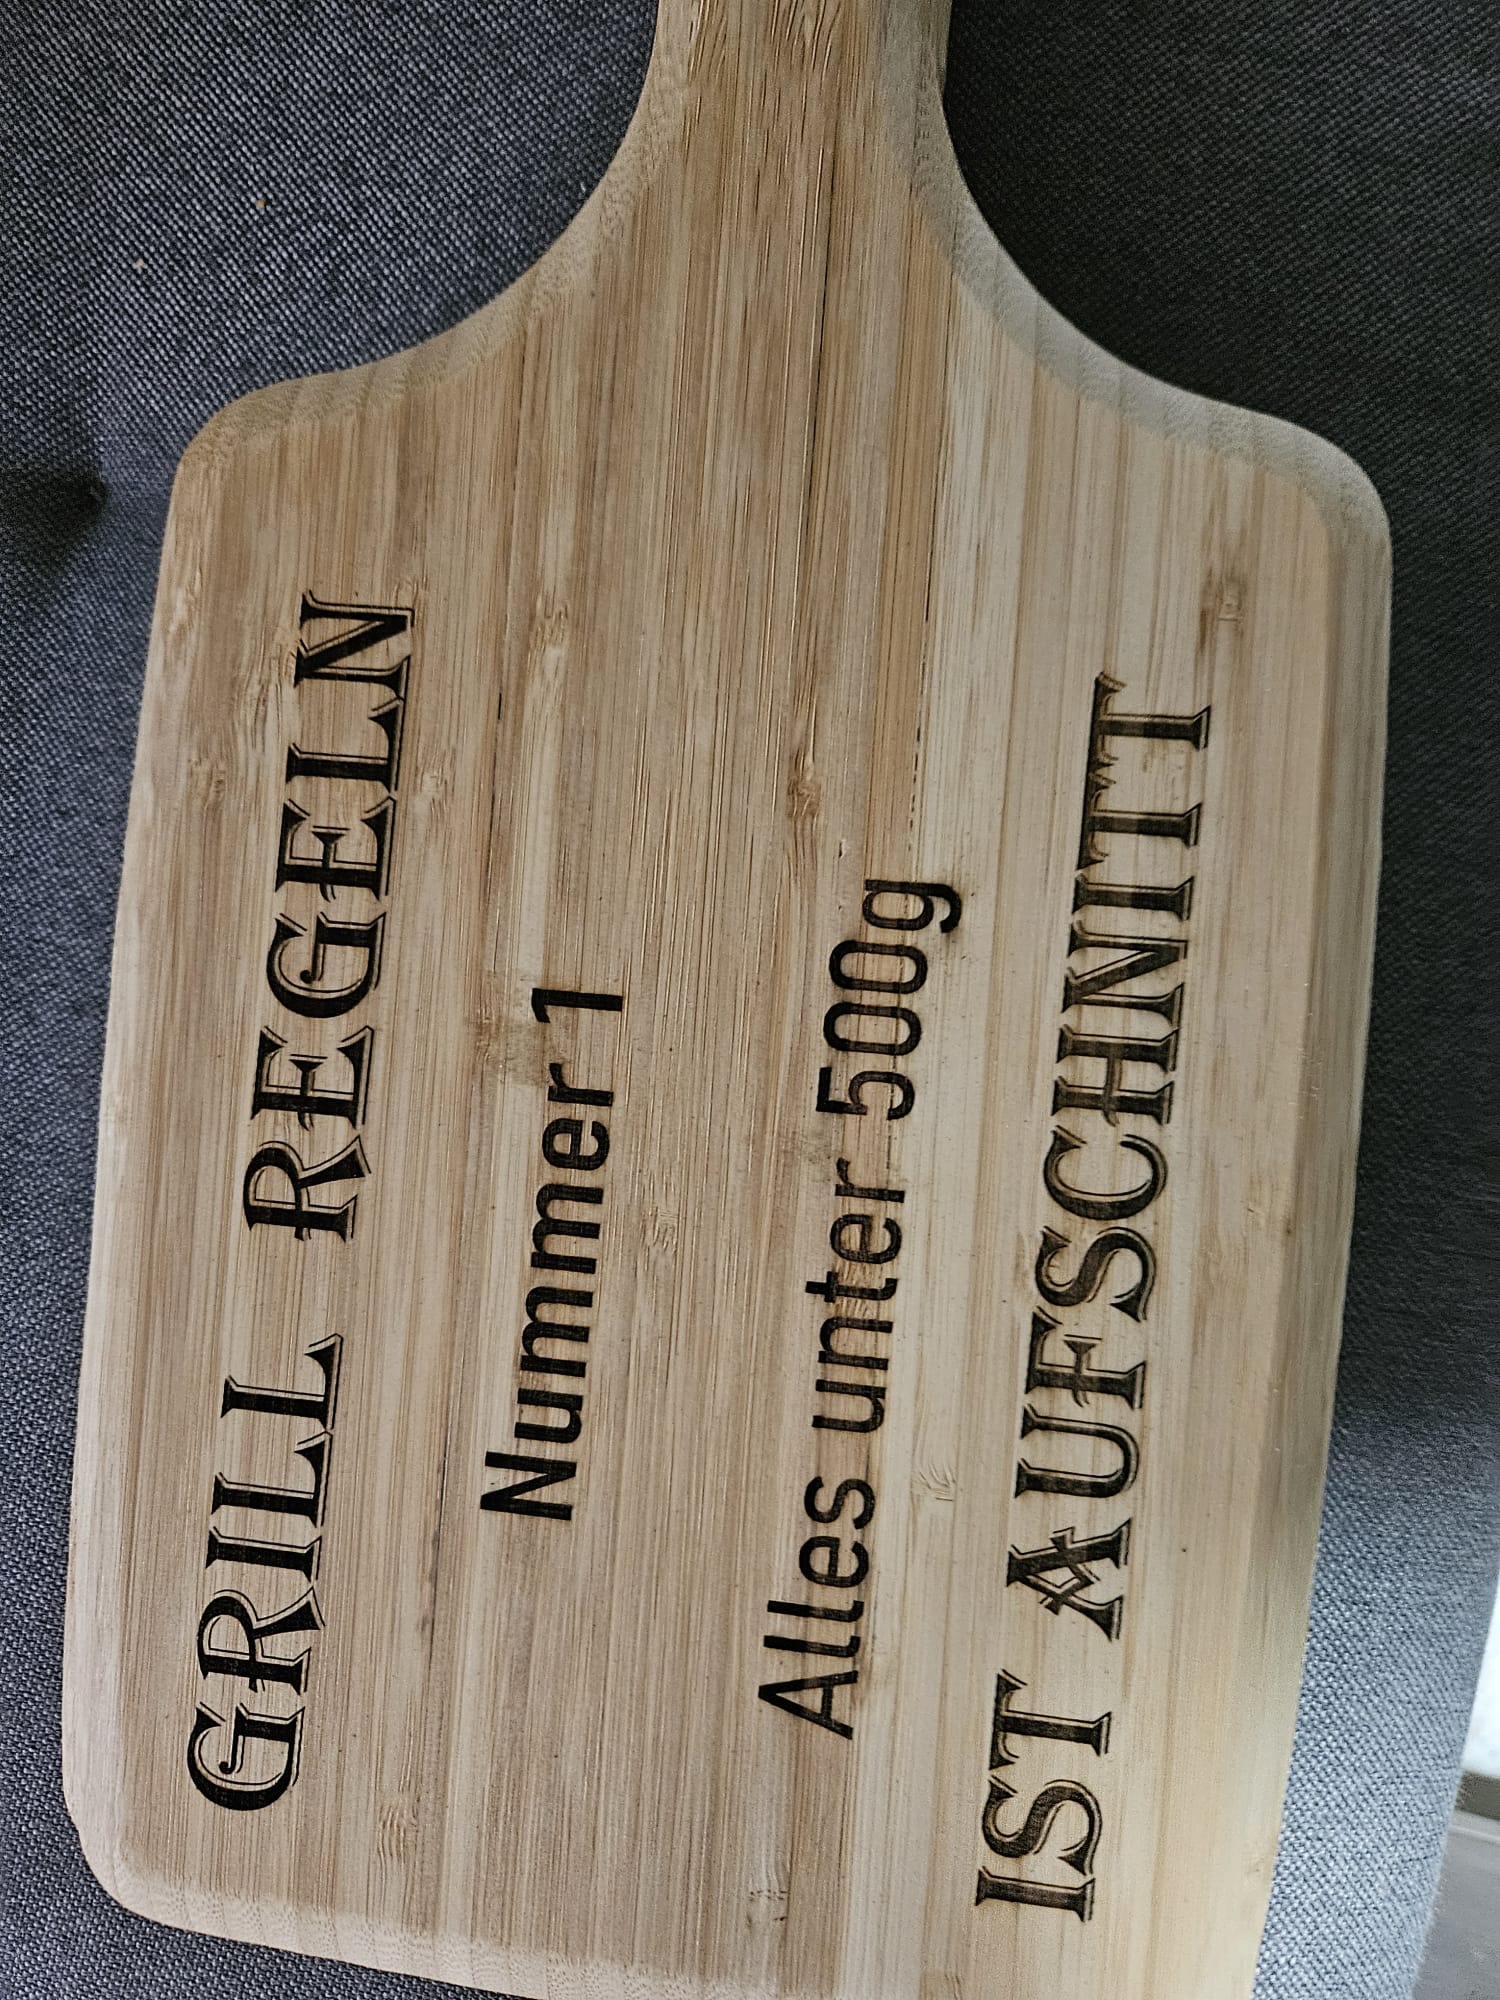 GRILL REGELN
Nummer 1
Alles unter 500g
IST AUFSCHNITT